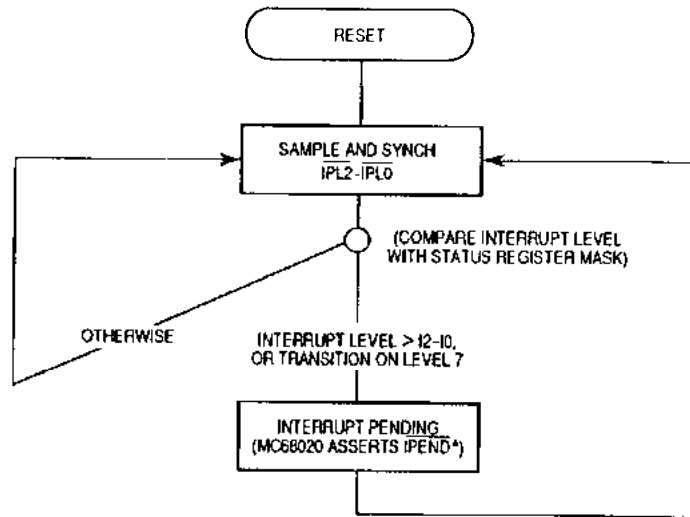 RESET
SAMPLE AND SYNCH
IPL2-IPL0
(COMPARE INTERRUPT LEVEL
WITH STATUS REGISTER MASK)
OTHERWISE
INTERRUPT LEVEL > I2-I0,
OR TRANSITION ON LEVEL 7
INTERRUPT PENDING
(MC68020 ASSERTS IPEND*)